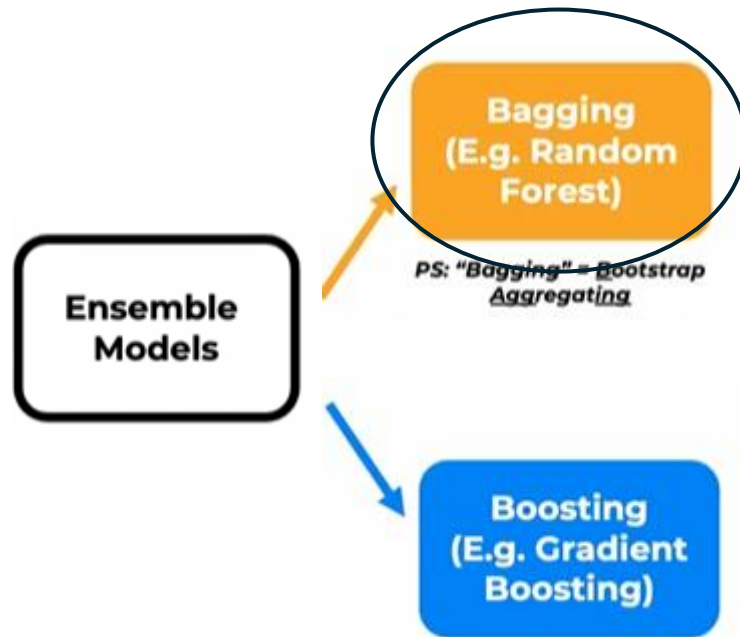 Bagging
(E.g. Random
Forest)
PS: "Bagging" = Bootstrap
Aggregating
Ensemble
Models
Boosting
(E.g. Gradient
Boosting)